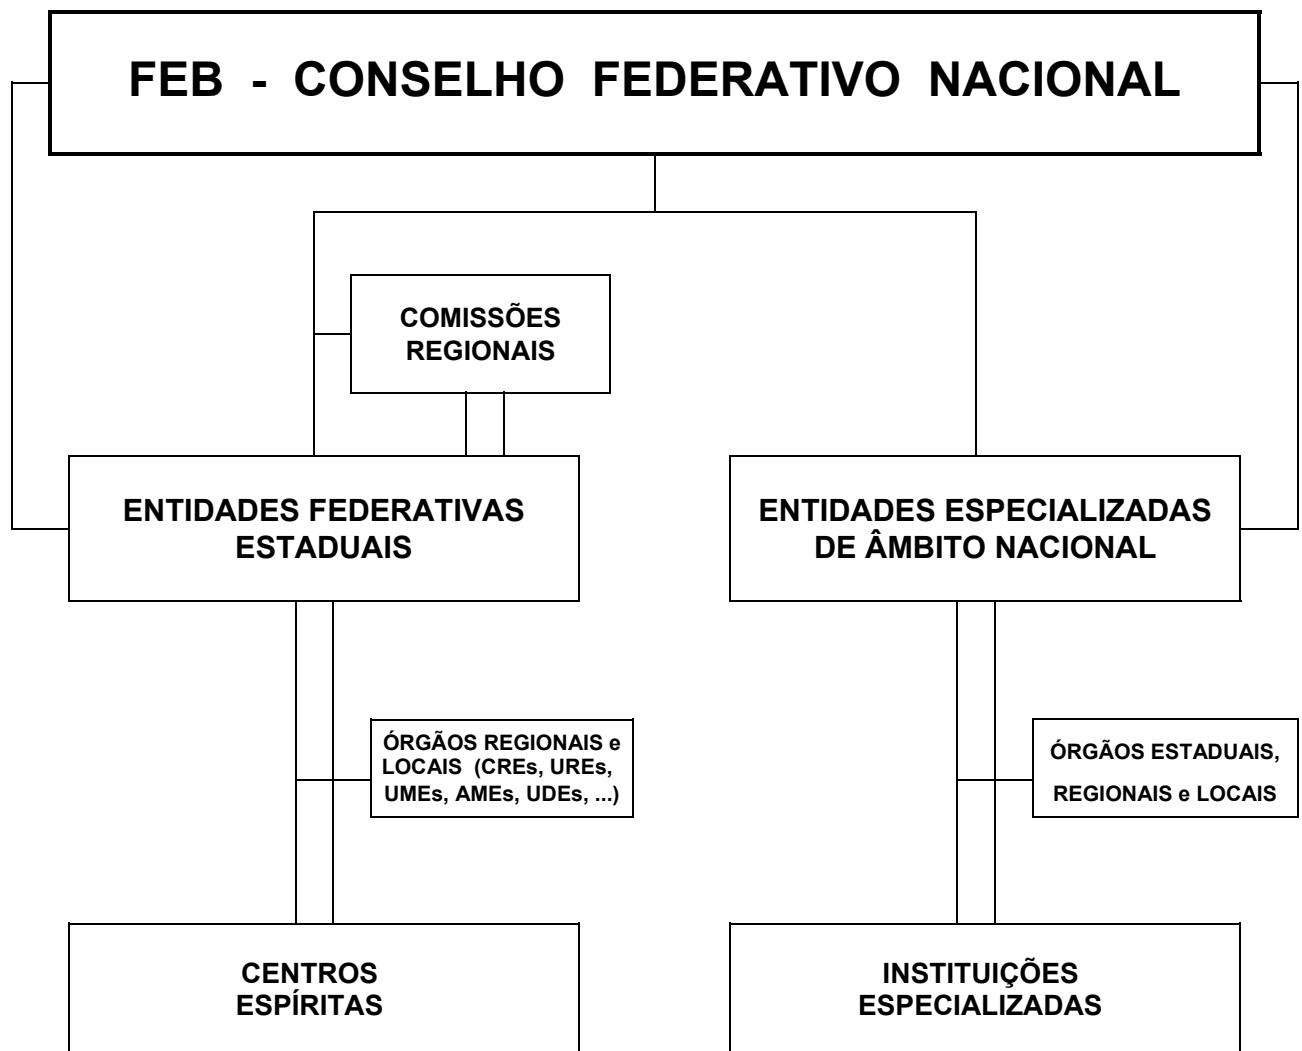 FEB - CONSELHO FEDERATIVO NACIONAL
COMISSÕES
REGIONAIS
ENTIDADES FEDERATIVAS
ESTADUAIS
ENTIDADES ESPECIALIZADAS
DE ÂMBITO NACIONAL
ÓRGÃOS REGIONAIS e
LOCAIS (CREs, UREs,
UMEs, AMEs, UDEs, ...)
ÓRGÃOS ESTADUAIS,
REGIONAIS e LOCAIS
CENTROS
ESPÍRITAS
INSTITUIÇÕES
ESPECIALIZADAS